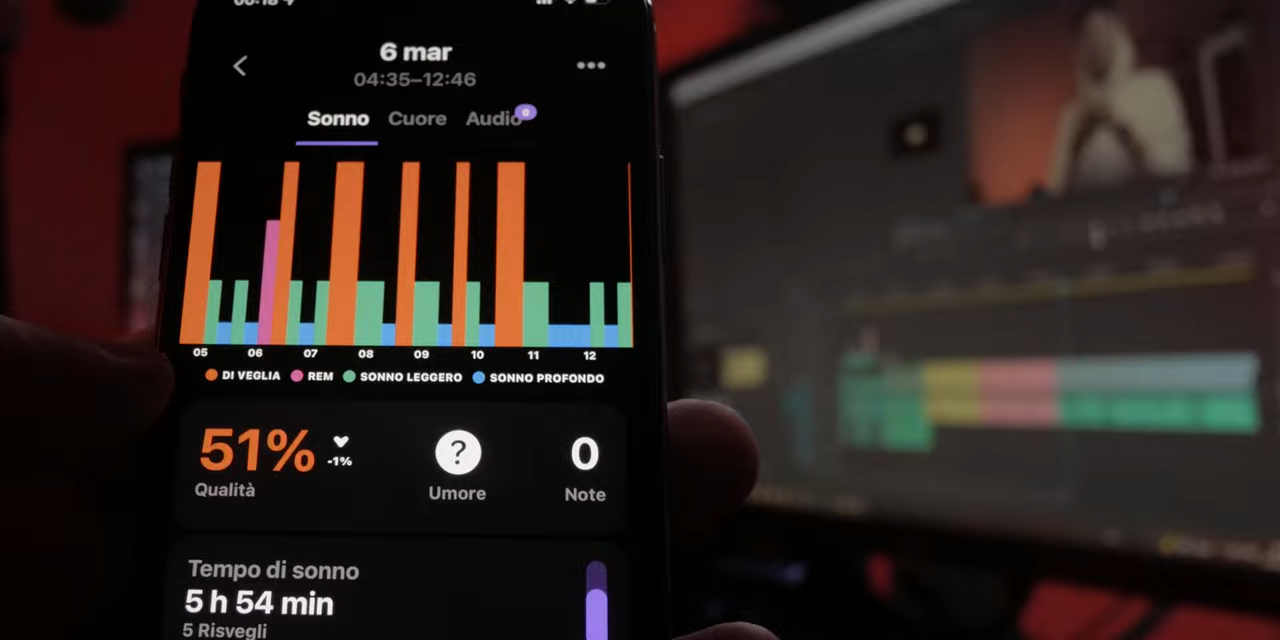 6 mar
04:35–12:46
Sonno Cuore Audio
05 06 07 08 09 10 11 12
DI VEGLIA REM SONNO LEGGERO SONNO PROFONDO
51% -1% ? 0
Qualità Umore Note
Tempo di sonno
5 h 54 min
5 Risvegli